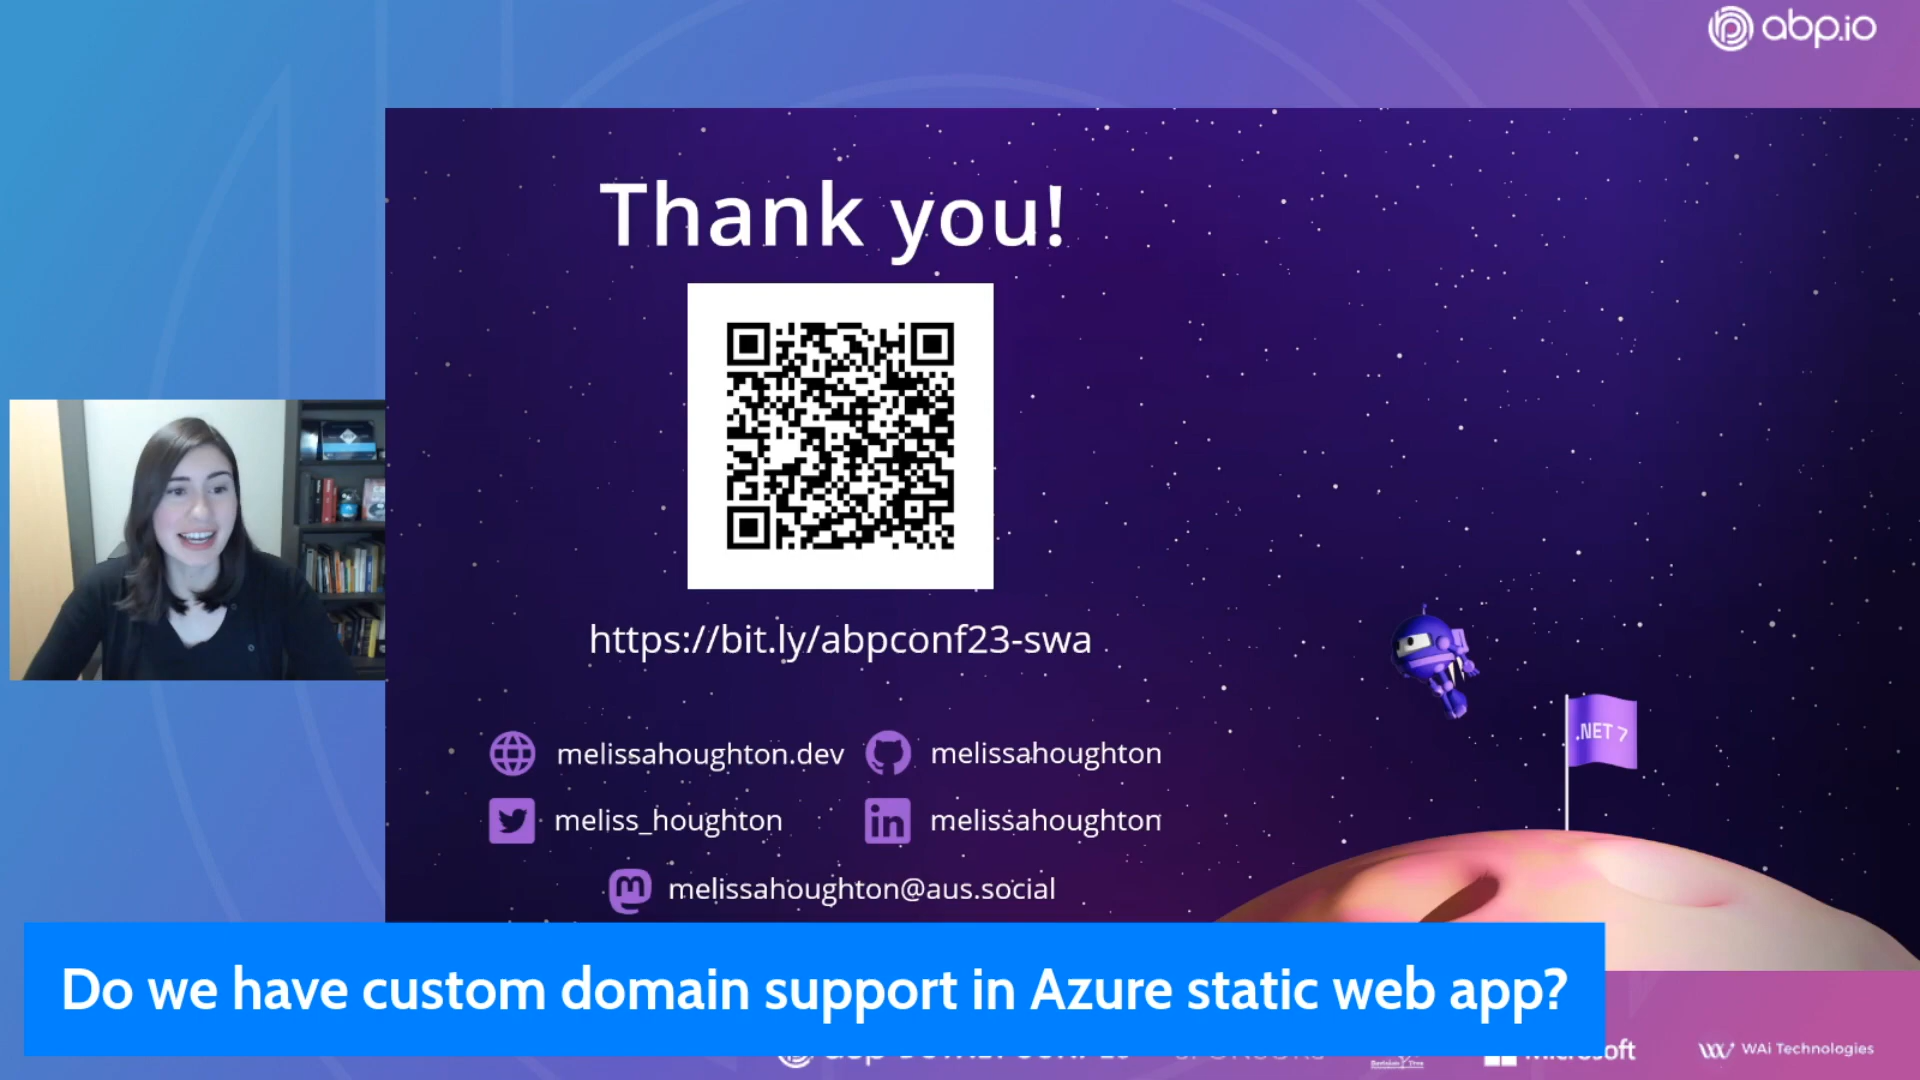 abp.io
Thank you!
https://bit.ly/abpconf23-swa
melissahoughton.dev
melissahoughton
meliss_houghton
melissahoughton
melissahoughton@aus.social
.NET 7
Do we have custom domain support in Azure static web app?
WAi Technologies